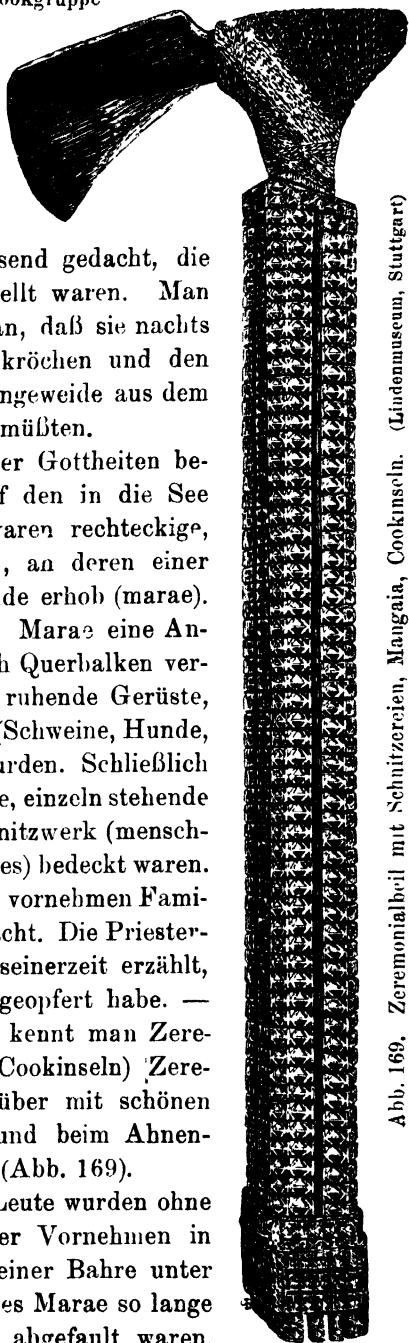 ookgruppe
send gedacht, die
ellt waren. Man
an, daß sie nachts
kröchen und den
ngeweide aus dem
müßten.
er Gottheiten be-
f den in die See
waren rechteckige,
, an deren einer
de erhob (marae).
Marae eine An-
h Querbalken ver-
ruhende Gerüste,
(Schweine, Hunde,
urden. Schließlich
e, einzeln stehende
nitzwerk (mensch-
es) bedeckt waren.
vornehmen Fami-
cht. Die Priester-
seinerzeit erzählt,
geopfert habe. —
kennt man Zere-
Cookinseln) Zere-
über mit schönen
und beim Ahnen-
(Abb. 169).
Leute wurden ohne
er Vornehmen in
einer Bahre unter
es Marae so lange
abgefault waren.
Abb. 169. Zeremonialbeil mit Schnitzereien, Mangaia, Cookinseln. (Lindenmuseum, Stuttgart)